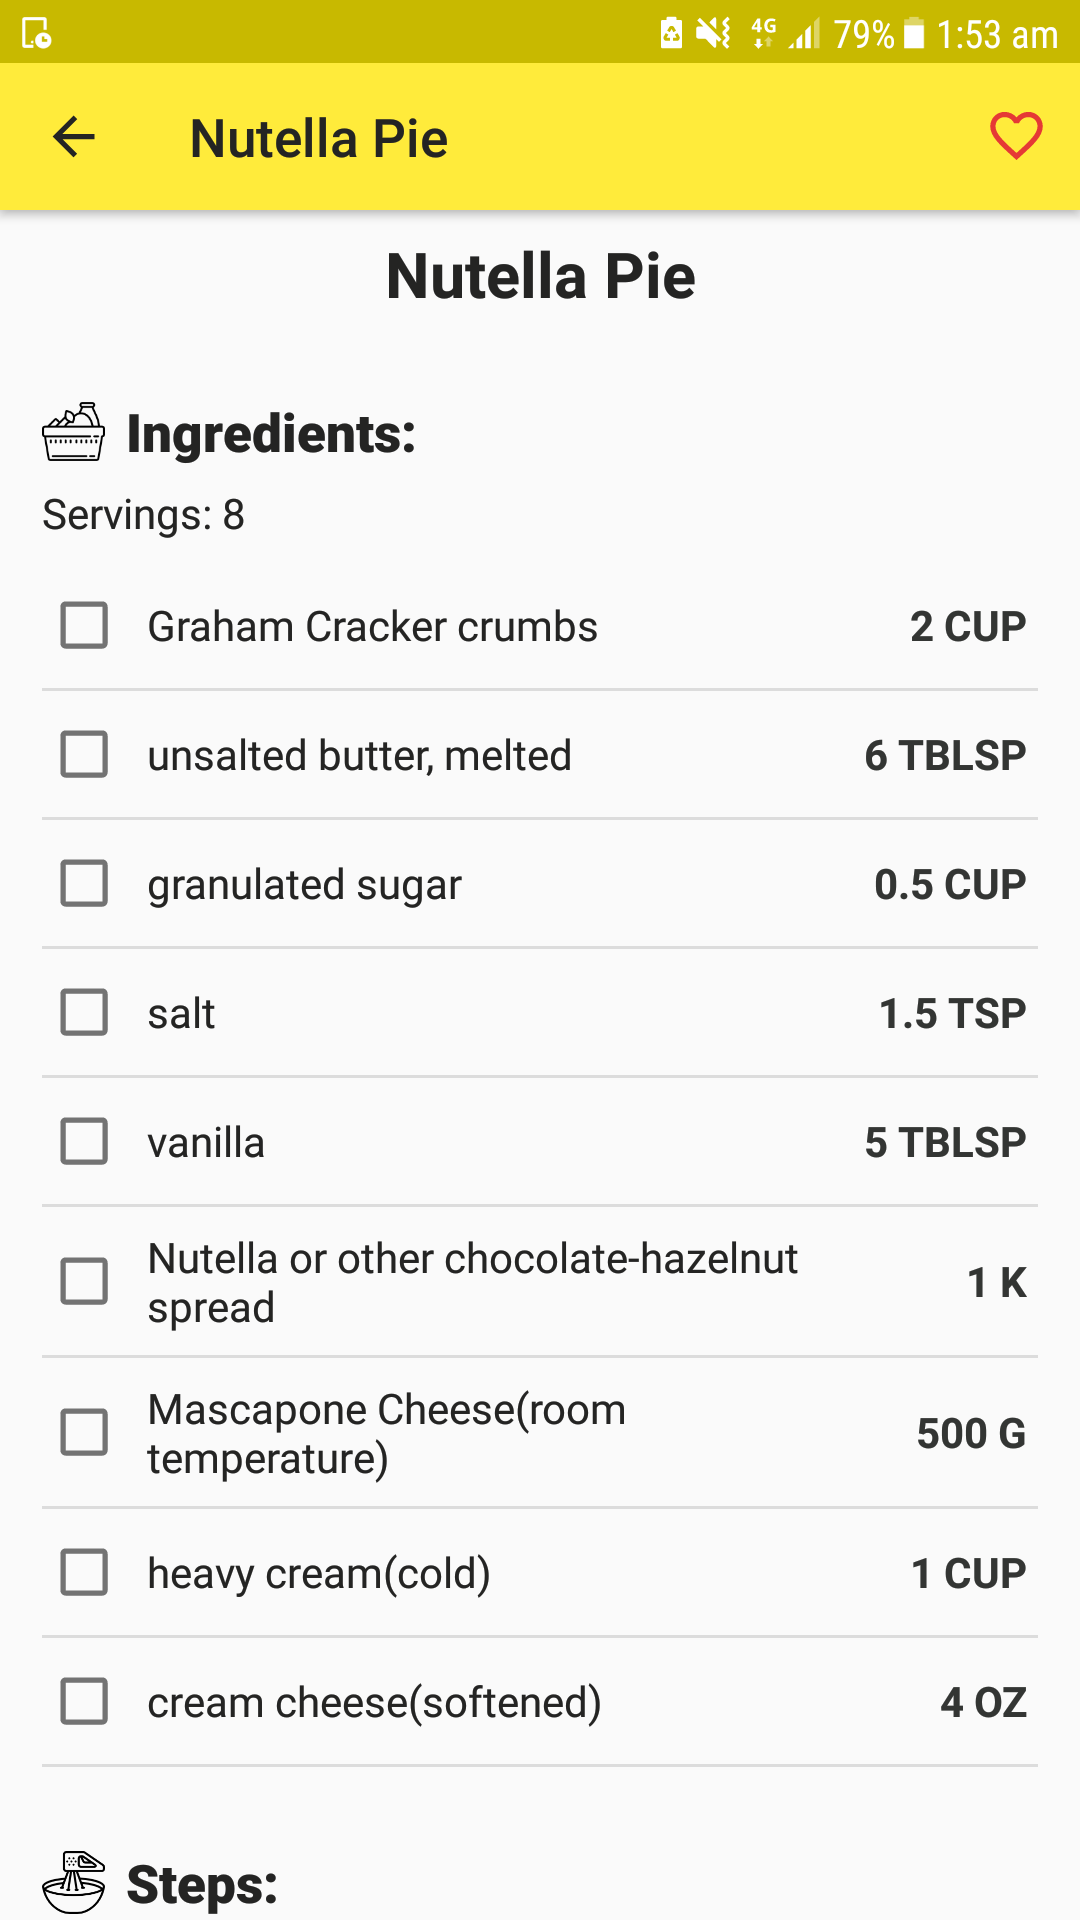 4G 79% 1:53 am
Nutella Pie
Nutella Pie
Ingredients:
Servings: 8
Graham Cracker crumbs 2 CUP
unsalted butter, melted 6 TBLSP
granulated sugar 0.5 CUP
salt 1.5 TSP
vanilla 5 TBLSP
Nutella or other chocolate-hazelnut
spread 1 K
Mascapone Cheese(room
temperature) 500 G
heavy cream(cold) 1 CUP
cream cheese(softened) 4 OZ
Steps: